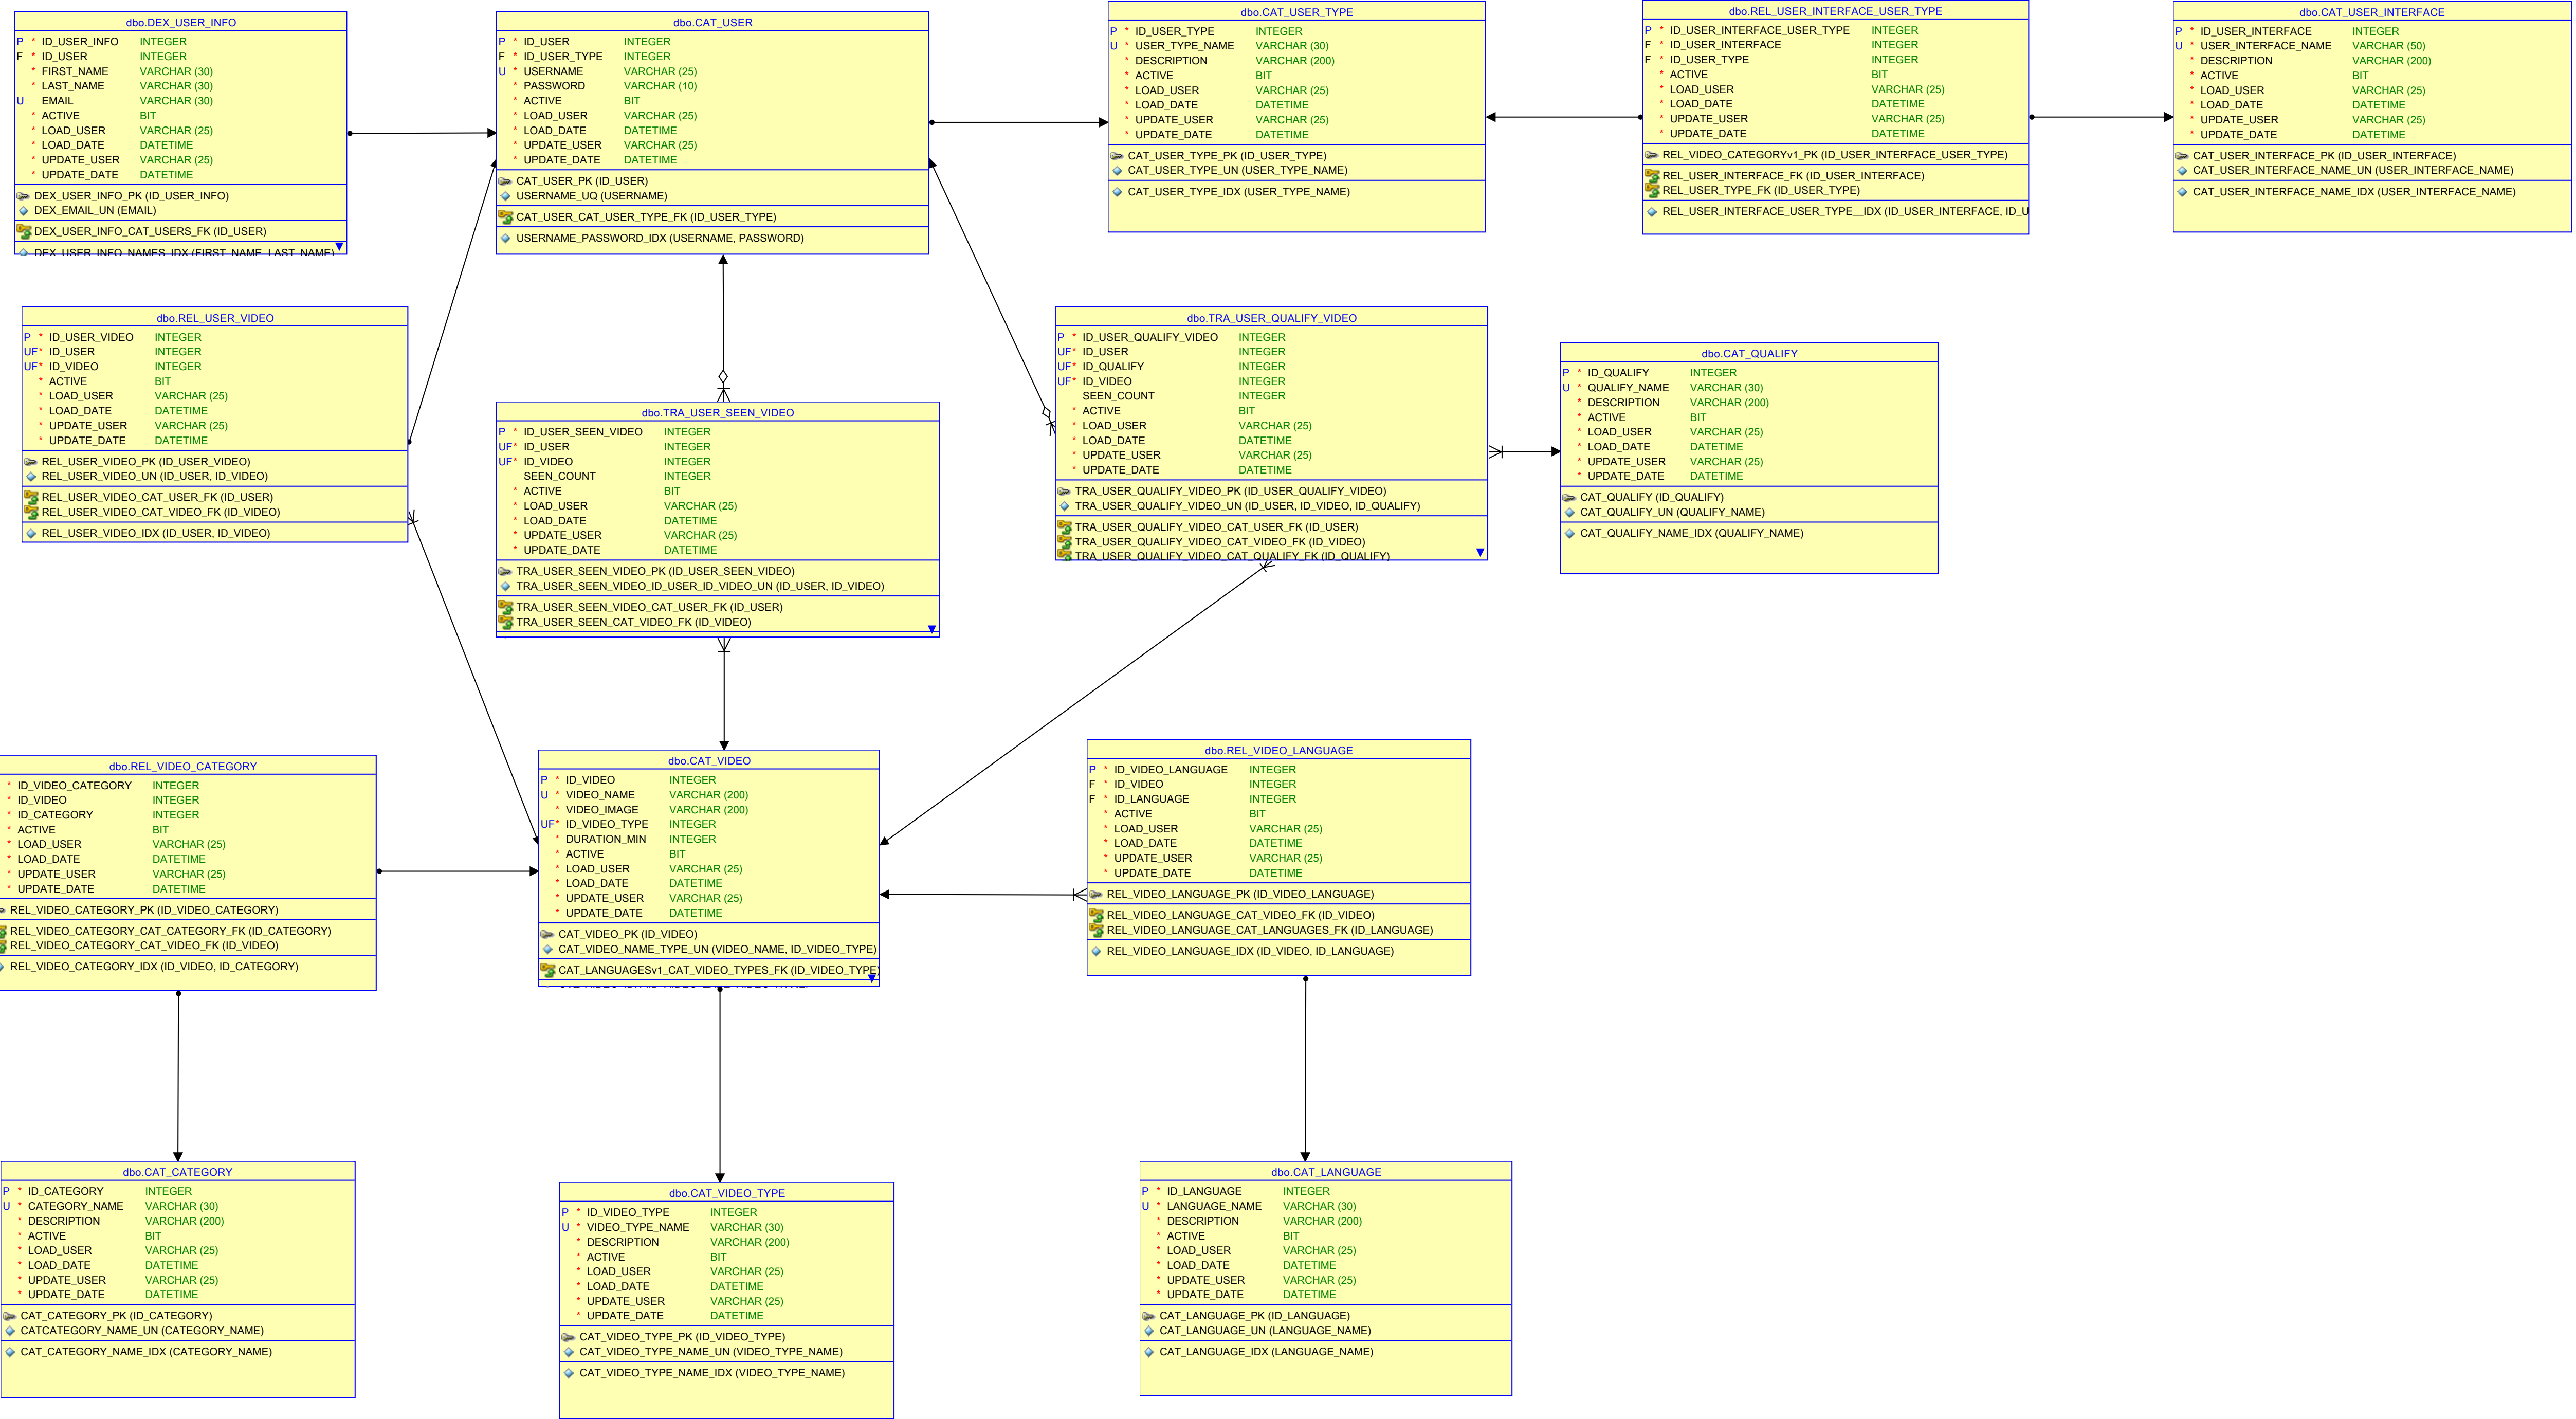 dbo.DEX_USER_INFO
P * ID_USER_INFO INTEGER
F * ID_USER INTEGER
* FIRST_NAME VARCHAR (30)
* LAST_NAME VARCHAR (30)
U EMAIL VARCHAR (30)
* ACTIVE BIT
* LOAD_USER VARCHAR (25)
* LOAD_DATE DATETIME
* UPDATE_USER VARCHAR (25)
* UPDATE_DATE DATETIME
DEX_USER_INFO_PK (ID_USER_INFO)
DEX_EMAIL_UN (EMAIL)
DEX_USER_INFO_CAT_USERS_FK (ID_USER)
DEX_USER_INFO_NAMES_IDX (FIRST_NAME, LAST_NAME)
dbo.CAT_USER
P * ID_USER INTEGER
F * ID_USER_TYPE INTEGER
U * USERNAME VARCHAR (25)
* PASSWORD VARCHAR (10)
* ACTIVE BIT
* LOAD_USER VARCHAR (25)
* LOAD_DATE DATETIME
* UPDATE_USER VARCHAR (25)
* UPDATE_DATE DATETIME
CAT_USER_PK (ID_USER)
USERNAME_UQ (USERNAME)
CAT_USER_CAT_USER_TYPE_FK (ID_USER_TYPE)
USERNAME_PASSWORD_IDX (USERNAME, PASSWORD)
dbo.CAT_USER_TYPE
P * ID_USER_TYPE INTEGER
U * USER_TYPE_NAME VARCHAR (30)
* DESCRIPTION VARCHAR (200)
* ACTIVE BIT
* LOAD_USER VARCHAR (25)
* LOAD_DATE DATETIME
* UPDATE_USER VARCHAR (25)
* UPDATE_DATE DATETIME
CAT_USER_TYPE_PK (ID_USER_TYPE)
CAT_USER_TYPE_UN (USER_TYPE_NAME)
CAT_USER_TYPE_IDX (USER_TYPE_NAME)
dbo.REL_USER_INTERFACE_USER_TYPE
P * ID_USER_INTERFACE_USER_TYPE INTEGER
F * ID_USER_INTERFACE INTEGER
F * ID_USER_TYPE INTEGER
* ACTIVE BIT
* LOAD_USER VARCHAR (25)
* LOAD_DATE DATETIME
* UPDATE_USER VARCHAR (25)
* UPDATE_DATE DATETIME
REL_VIDEO_CATEGORYv1_PK (ID_USER_INTERFACE_USER_TYPE)
REL_USER_INTERFACE_FK (ID_USER_INTERFACE)
REL_USER_TYPE_FK (ID_USER_TYPE)
REL_USER_INTERFACE_USER_TYPE__IDX (ID_USER_INTERFACE, ID_U
dbo.CAT_USER_INTERFACE
P * ID_USER_INTERFACE INTEGER
U * USER_INTERFACE_NAME VARCHAR (50)
* DESCRIPTION VARCHAR (200)
* ACTIVE BIT
* LOAD_USER VARCHAR (25)
* LOAD_DATE DATETIME
* UPDATE_USER VARCHAR (25)
* UPDATE_DATE DATETIME
CAT_USER_INTERFACE_PK (ID_USER_INTERFACE)
CAT_USER_INTERFACE_NAME_UN (USER_INTERFACE_NAME)
CAT_USER_INTERFACE_NAME_IDX (USER_INTERFACE_NAME)
dbo.REL_USER_VIDEO
P * ID_USER_VIDEO INTEGER
UF* ID_USER INTEGER
UF* ID_VIDEO INTEGER
* ACTIVE BIT
* LOAD_USER VARCHAR (25)
* LOAD_DATE DATETIME
* UPDATE_USER VARCHAR (25)
* UPDATE_DATE DATETIME
REL_USER_VIDEO_PK (ID_USER_VIDEO)
REL_USER_VIDEO_UN (ID_USER, ID_VIDEO)
REL_USER_VIDEO_CAT_USER_FK (ID_USER)
REL_USER_VIDEO_CAT_VIDEO_FK (ID_VIDEO)
REL_USER_VIDEO_IDX (ID_USER, ID_VIDEO)
dbo.TRA_USER_SEEN_VIDEO
P * ID_USER_SEEN_VIDEO INTEGER
UF* ID_USER INTEGER
UF* ID_VIDEO INTEGER
SEEN_COUNT INTEGER
* ACTIVE BIT
* LOAD_USER VARCHAR (25)
* LOAD_DATE DATETIME
* UPDATE_USER VARCHAR (25)
* UPDATE_DATE DATETIME
TRA_USER_SEEN_VIDEO_PK (ID_USER_SEEN_VIDEO)
TRA_USER_SEEN_VIDEO_ID_USER_ID_VIDEO_UN (ID_USER, ID_VIDEO)
TRA_USER_SEEN_VIDEO_CAT_USER_FK (ID_USER)
TRA_USER_SEEN_CAT_VIDEO_FK (ID_VIDEO)
dbo.TRA_USER_QUALIFY_VIDEO
P * ID_USER_QUALIFY_VIDEO INTEGER
UF* ID_USER INTEGER
UF* ID_QUALIFY INTEGER
UF* ID_VIDEO INTEGER
SEEN_COUNT INTEGER
* ACTIVE BIT
* LOAD_USER VARCHAR (25)
* LOAD_DATE DATETIME
* UPDATE_USER VARCHAR (25)
* UPDATE_DATE DATETIME
TRA_USER_QUALIFY_VIDEO_PK (ID_USER_QUALIFY_VIDEO)
TRA_USER_QUALIFY_VIDEO_UN (ID_USER, ID_VIDEO, ID_QUALIFY)
TRA_USER_QUALIFY_VIDEO_CAT_USER_FK (ID_USER)
TRA_USER_QUALIFY_VIDEO_CAT_VIDEO_FK (ID_VIDEO)
TRA_USER_QUALIFY_VIDEO_CAT_QUALIFY_FK (ID_QUALIFY)
dbo.CAT_QUALIFY
P * ID_QUALIFY INTEGER
U * QUALIFY_NAME VARCHAR (30)
* DESCRIPTION VARCHAR (200)
* ACTIVE BIT
* LOAD_USER VARCHAR (25)
* LOAD_DATE DATETIME
* UPDATE_USER VARCHAR (25)
* UPDATE_DATE DATETIME
CAT_QUALIFY (ID_QUALIFY)
CAT_QUALIFY_UN (QUALIFY_NAME)
CAT_QUALIFY_NAME_IDX (QUALIFY_NAME)
dbo.REL_VIDEO_CATEGORY
* ID_VIDEO_CATEGORY INTEGER
* ID_VIDEO INTEGER
* ID_CATEGORY INTEGER
* ACTIVE BIT
* LOAD_USER VARCHAR (25)
* LOAD_DATE DATETIME
* UPDATE_USER VARCHAR (25)
* UPDATE_DATE DATETIME
REL_VIDEO_CATEGORY_PK (ID_VIDEO_CATEGORY)
REL_VIDEO_CATEGORY_CAT_CATEGORY_FK (ID_CATEGORY)
REL_VIDEO_CATEGORY_CAT_VIDEO_FK (ID_VIDEO)
REL_VIDEO_CATEGORY_IDX (ID_VIDEO, ID_CATEGORY)
dbo.CAT_VIDEO
P * ID_VIDEO INTEGER
U * VIDEO_NAME VARCHAR (200)
* VIDEO_IMAGE VARCHAR (200)
UF* ID_VIDEO_TYPE INTEGER
* DURATION_MIN INTEGER
* ACTIVE BIT
* LOAD_USER VARCHAR (25)
* LOAD_DATE DATETIME
* UPDATE_USER VARCHAR (25)
* UPDATE_DATE DATETIME
CAT_VIDEO_PK (ID_VIDEO)
CAT_VIDEO_NAME_TYPE_UN (VIDEO_NAME, ID_VIDEO_TYPE)
CAT_LANGUAGESv1_CAT_VIDEO_TYPES_FK (ID_VIDEO_TYPE)
dbo.REL_VIDEO_LANGUAGE
P * ID_VIDEO_LANGUAGE INTEGER
F * ID_VIDEO INTEGER
F * ID_LANGUAGE INTEGER
* ACTIVE BIT
* LOAD_USER VARCHAR (25)
* LOAD_DATE DATETIME
* UPDATE_USER VARCHAR (25)
* UPDATE_DATE DATETIME
REL_VIDEO_LANGUAGE_PK (ID_VIDEO_LANGUAGE)
REL_VIDEO_LANGUAGE_CAT_VIDEO_FK (ID_VIDEO)
REL_VIDEO_LANGUAGE_CAT_LANGUAGES_FK (ID_LANGUAGE)
REL_VIDEO_LANGUAGE_IDX (ID_VIDEO, ID_LANGUAGE)
dbo.CAT_CATEGORY
P * ID_CATEGORY INTEGER
U * CATEGORY_NAME VARCHAR (30)
* DESCRIPTION VARCHAR (200)
* ACTIVE BIT
* LOAD_USER VARCHAR (25)
* LOAD_DATE DATETIME
* UPDATE_USER VARCHAR (25)
* UPDATE_DATE DATETIME
CAT_CATEGORY_PK (ID_CATEGORY)
CATCATEGORY_NAME_UN (CATEGORY_NAME)
CAT_CATEGORY_NAME_IDX (CATEGORY_NAME)
dbo.CAT_VIDEO_TYPE
P * ID_VIDEO_TYPE INTEGER
U * VIDEO_TYPE_NAME VARCHAR (30)
* DESCRIPTION VARCHAR (200)
* ACTIVE BIT
* LOAD_USER VARCHAR (25)
* LOAD_DATE DATETIME
* UPDATE_USER VARCHAR (25)
* UPDATE_DATE DATETIME
CAT_VIDEO_TYPE_PK (ID_VIDEO_TYPE)
CAT_VIDEO_TYPE_NAME_UN (VIDEO_TYPE_NAME)
CAT_VIDEO_TYPE_NAME_IDX (VIDEO_TYPE_NAME)
dbo.CAT_LANGUAGE
P * ID_LANGUAGE INTEGER
U * LANGUAGE_NAME VARCHAR (30)
* DESCRIPTION VARCHAR (200)
* ACTIVE BIT
* LOAD_USER VARCHAR (25)
* LOAD_DATE DATETIME
* UPDATE_USER VARCHAR (25)
* UPDATE_DATE DATETIME
CAT_LANGUAGE_PK (ID_LANGUAGE)
CAT_LANGUAGE_UN (LANGUAGE_NAME)
CAT_LANGUAGE_IDX (LANGUAGE_NAME)